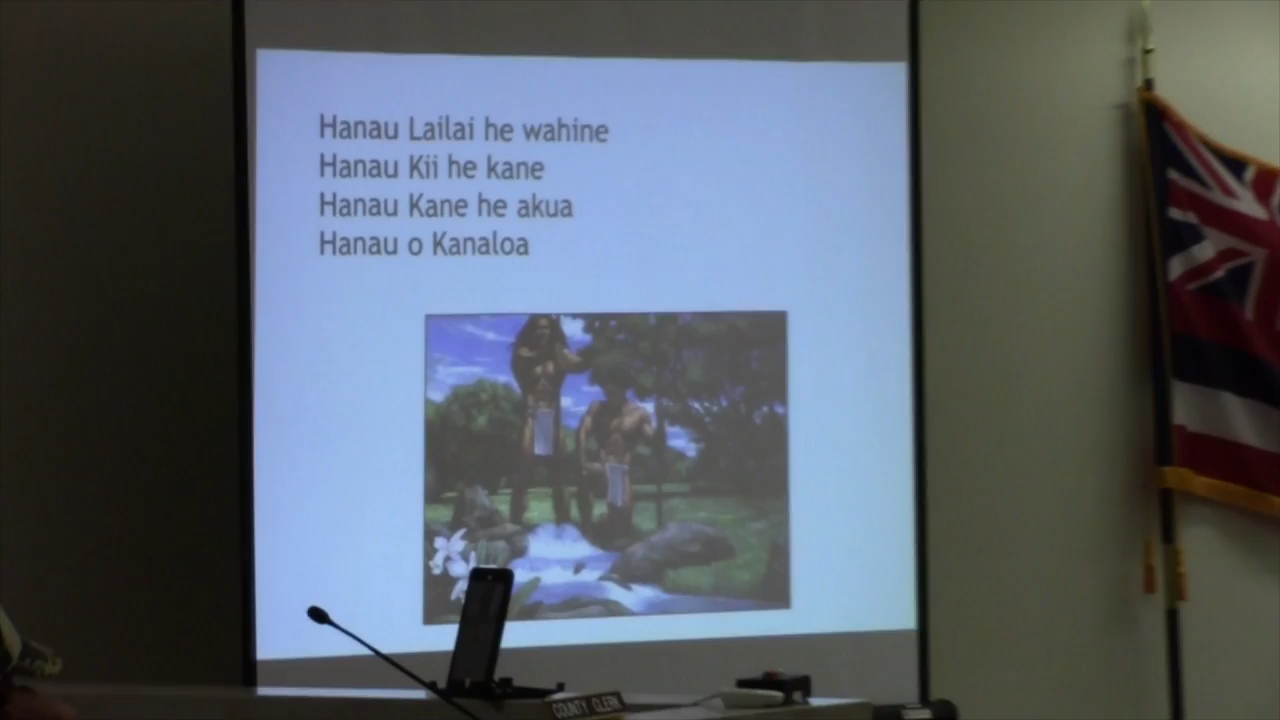 Hanau Lailai he wahine
Hanau Kii he kane
Hanau Kane he akua
Hanau o Kanaloa
COUNTY CLERK